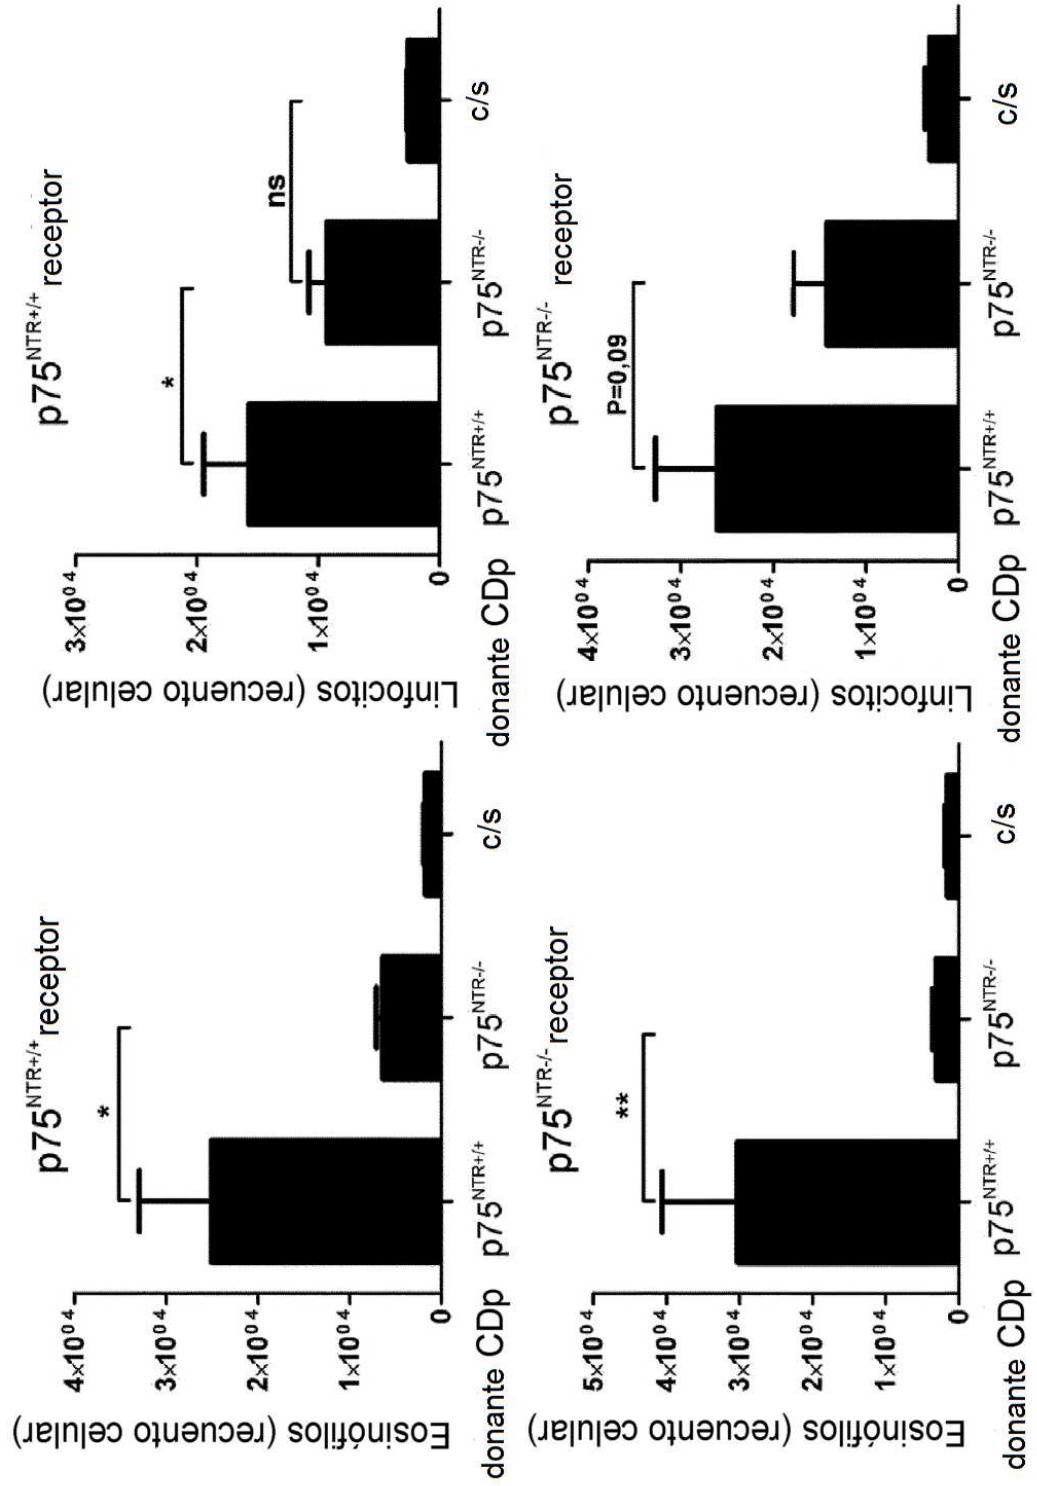 p75NTR+/+ receptor
Eosinófilos (recuento celular)
4×10⁰⁴
3×10⁰⁴
2×10⁰⁴
1×10⁰⁴
0
*
donante CDp p75NTR+/+ p75NTR-/- c/s
p75NTR+/+ receptor
Linfocitos (recuento celular)
3×10⁰⁴
2×10⁰⁴
1×10⁰⁴
0
*
ns
donante CDp p75NTR+/+ p75NTR-/- c/s
p75NTR-/- receptor
Eosinófilos (recuento celular)
5×10⁰⁴
4×10⁰⁴
3×10⁰⁴
2×10⁰⁴
1×10⁰⁴
0
**
donante CDp p75NTR+/+ p75NTR-/- c/s
p75NTR-/- receptor
Linfocitos (recuento celular)
4×10⁰⁴
3×10⁰⁴
2×10⁰⁴
1×10⁰⁴
0
P=0,09
donante CDp p75NTR+/+ p75NTR-/- c/s